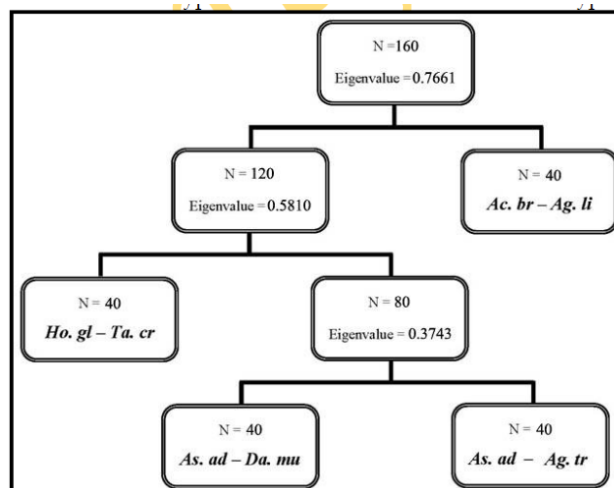 N =160
Eigenvalue = 0.7661
N = 120
Eigenvalue = 0.5810
N = 40
Ac. br – Ag. li
N = 40
Ho. gl – Ta. cr
N = 80
Eigenvalue = 0.3743
N = 40
As. ad – Da. mu
N = 40
As. ad – Ag. tr